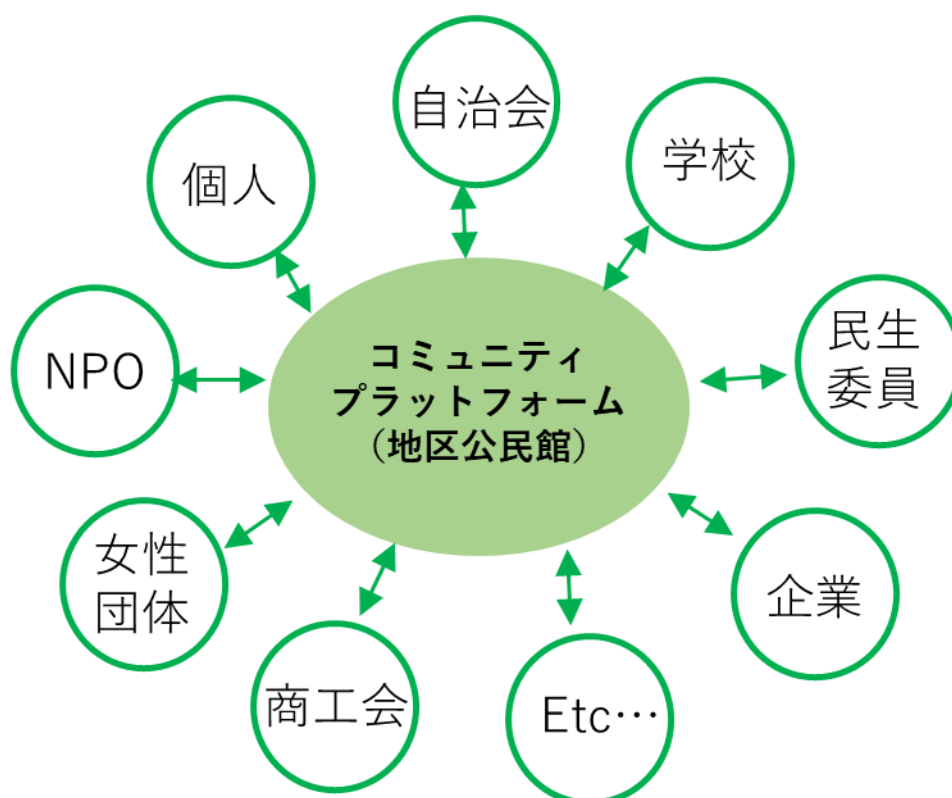 自治会
学校
個人
民生
委員
NPO
コミュニティ
プラットフォーム
（地区公民館）
女性
団体
企業
商工会
Etc…